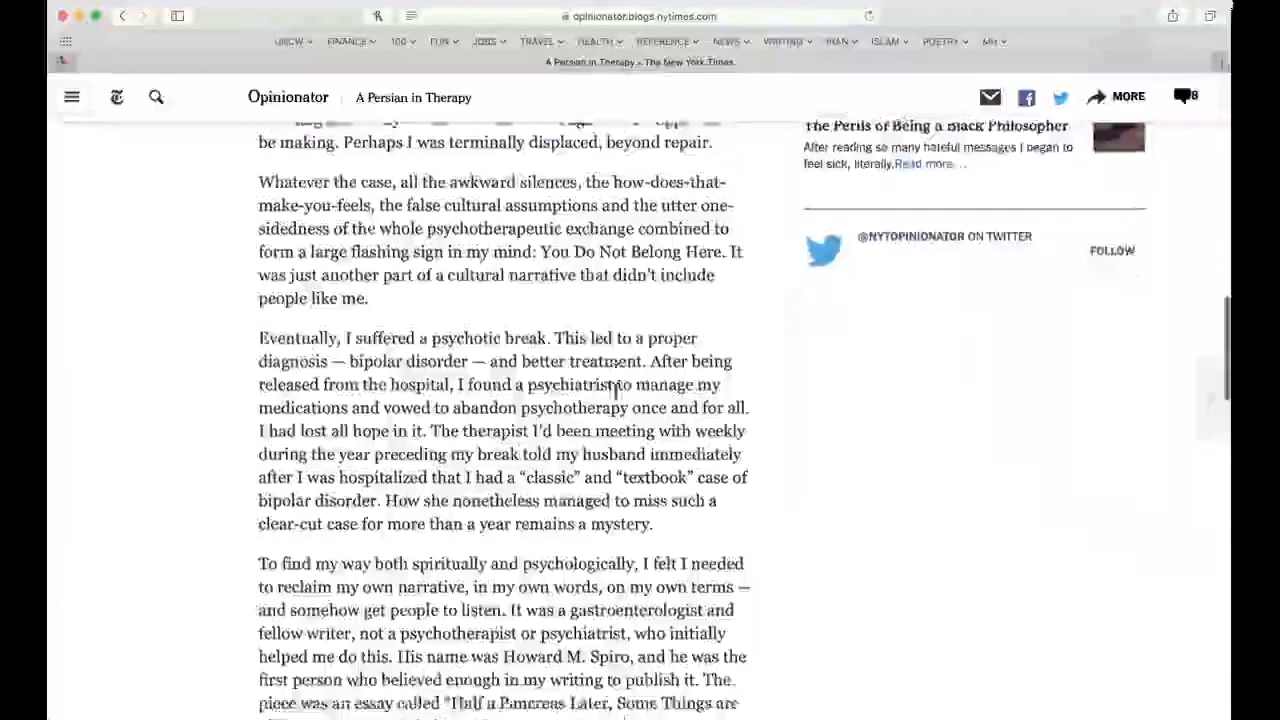 opinionator.blogs.nytimes.com
UBCW FINANCE 100 FUN JOBS TRAVEL HEALTH REFERENCE NEWS WRITING IRAN ISLAM POETRY MH
A Persian in Therapy - The New York Times
Opinionator | A Persian in Therapy
MORE
8
be making. Perhaps I was terminally displaced, beyond repair.
Whatever the case, all the awkward silences, the how-does-that-
make-you-feels, the false cultural assumptions and the utter one-
sidedness of the whole psychotherapeutic exchange combined to
form a large flashing sign in my mind: You Do Not Belong Here. It
was just another part of a cultural narrative that didn't include
people like me.
Eventually, I suffered a psychotic break. This led to a proper
diagnosis — bipolar disorder — and better treatment. After being
released from the hospital, I found a psychiatrist to manage my
medications and vowed to abandon psychotherapy once and for all.
I had lost all hope in it. The therapist I'd been meeting with weekly
during the year preceding my break told my husband immediately
after I was hospitalized that I had a “classic” and “textbook” case of
bipolar disorder. How she nonetheless managed to miss such a
clear-cut case for more than a year remains a mystery.
To find my way both spiritually and psychologically, I felt I needed
to reclaim my own narrative, in my own words, on my own terms —
and somehow get people to listen. It was a gastroenterologist and
fellow writer, not a psychotherapist or psychiatrist, who initially
helped me do this. His name was Howard M. Spiro, and he was the
first person who believed enough in my writing to publish it. The
piece was an essay called “Half a Pancreas Later, Some Things are
The Perils of Being a Black Philosopher
After reading so many hateful messages I began to
feel sick, literally. Read more…
@NYTOPINIONATOR ON TWITTER
FOLLOW